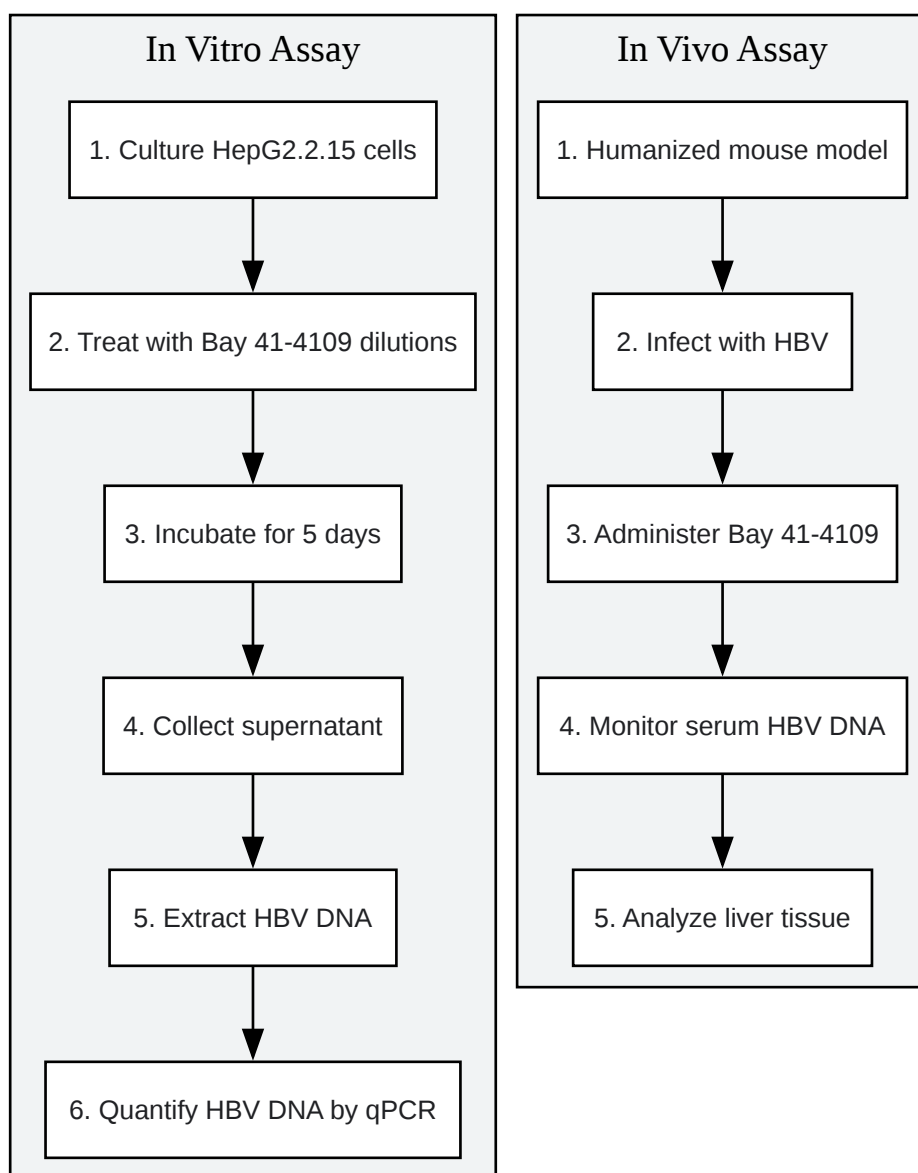 In Vitro Assay
1. Culture HepG2.2.15 cells
2. Treat with Bay 41-4109 dilutions
3. Incubate for 5 days
4. Collect supernatant
5. Extract HBV DNA
6. Quantify HBV DNA by qPCR
In Vivo Assay
1. Humanized mouse model
2. Infect with HBV
3. Administer Bay 41-4109
4. Monitor serum HBV DNA
5. Analyze liver tissue